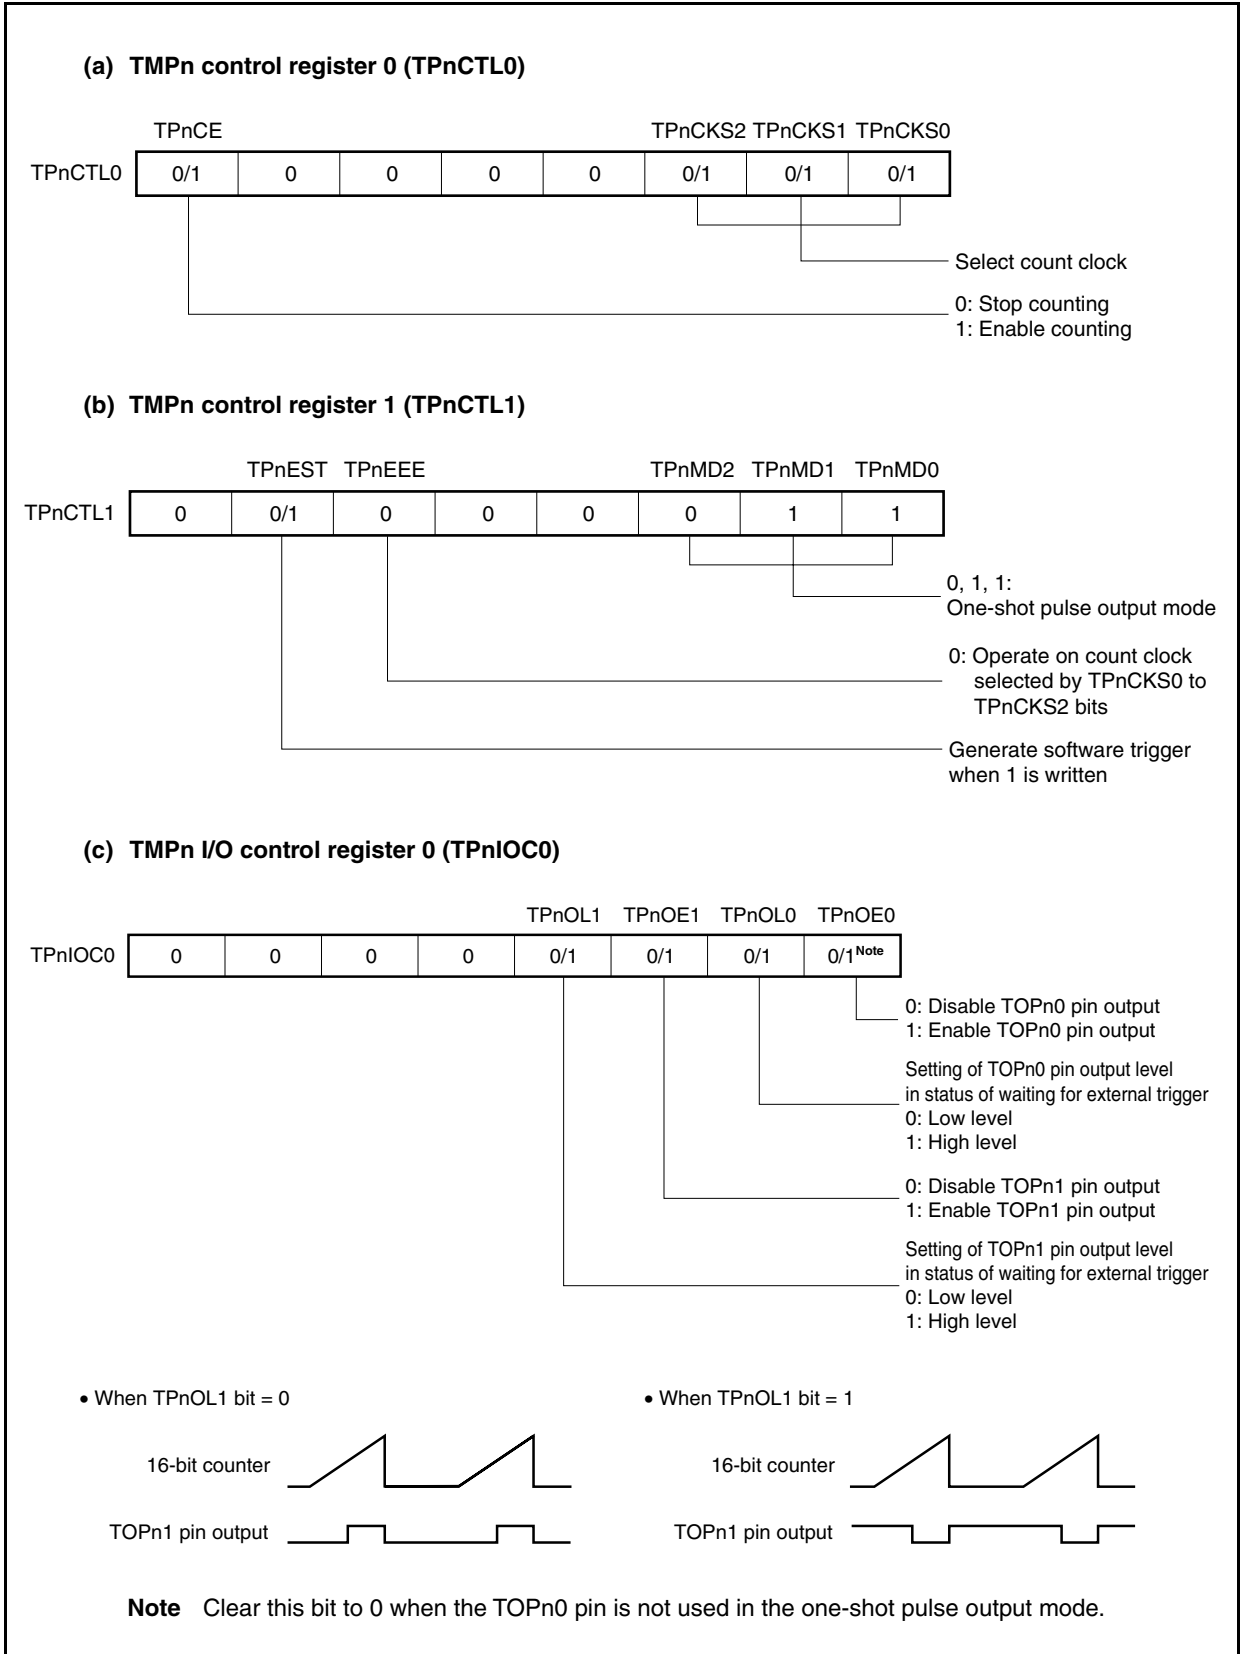 (a) TMPn control register 0 (TPnCTL0)
TPnCE TPnCKS2 TPnCKS1 TPnCKS0
TPnCTL0 0/1 0 0 0 0 0/1 0/1 0/1
Select count clock
0: Stop counting
1: Enable counting
(b) TMPn control register 1 (TPnCTL1)
TPnEST TPnEEE TPnMD2 TPnMD1 TPnMD0
TPnCTL1 0 0/1 0 0 0 0 1 1
0, 1, 1:
One-shot pulse output mode
0: Operate on count clock
selected by TPnCKS0 to
TPnCKS2 bits
Generate software trigger
when 1 is written
(c) TMPn I/O control register 0 (TPnIOC0)
TPnOL1 TPnOE1 TPnOL0 TPnOE0
TPnIOC0 0 0 0 0 0/1 0/1 0/1 0/1Note
0: Disable TOPn0 pin output
1: Enable TOPn0 pin output
Setting of TOPn0 pin output level
in status of waiting for external trigger
0: Low level
1: High level
0: Disable TOPn1 pin output
1: Enable TOPn1 pin output
Setting of TOPn1 pin output level
in status of waiting for external trigger
0: Low level
1: High level
• When TPnOL1 bit = 0
16-bit counter
TOPn1 pin output
• When TPnOL1 bit = 1
16-bit counter
TOPn1 pin output
Note Clear this bit to 0 when the TOPn0 pin is not used in the one-shot pulse output mode.